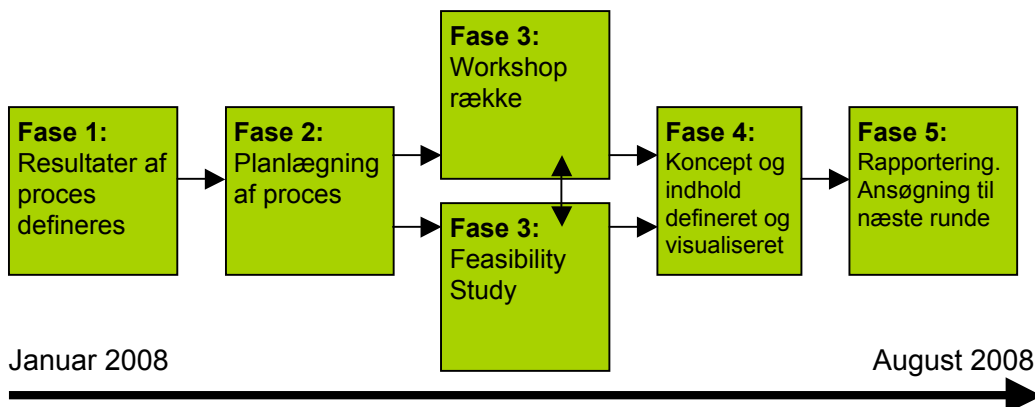 Fase 1:
Resultater af
proces
defineres
Fase 2:
Planlægning
af proces
Fase 3:
Workshop
række
Fase 3:
Feasibility
Study
Fase 4:
Koncept og
indhold
defineret og
visualiseret
Fase 5:
Rapportering.
Ansøgning til
næste runde
Januar 2008
August 2008